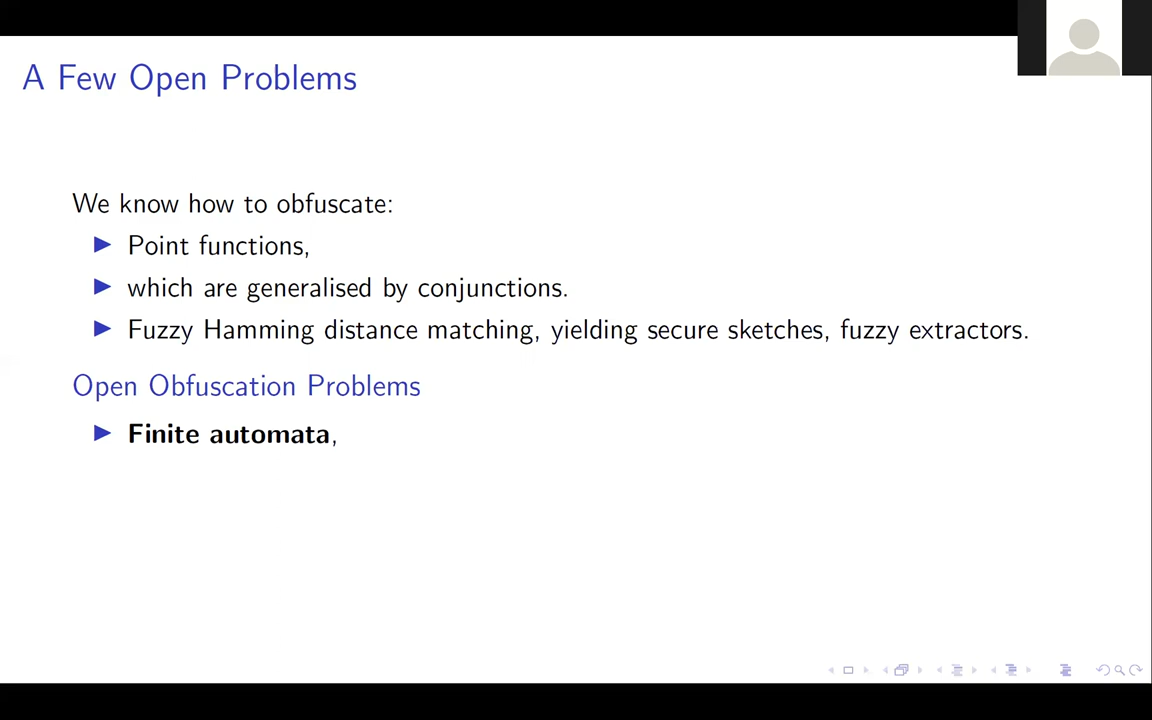 A Few Open Problems
We know how to obfuscate:
Point functions,
which are generalised by conjunctions.
Fuzzy Hamming distance matching, yielding secure sketches, fuzzy extractors.
Open Obfuscation Problems
Finite automata,